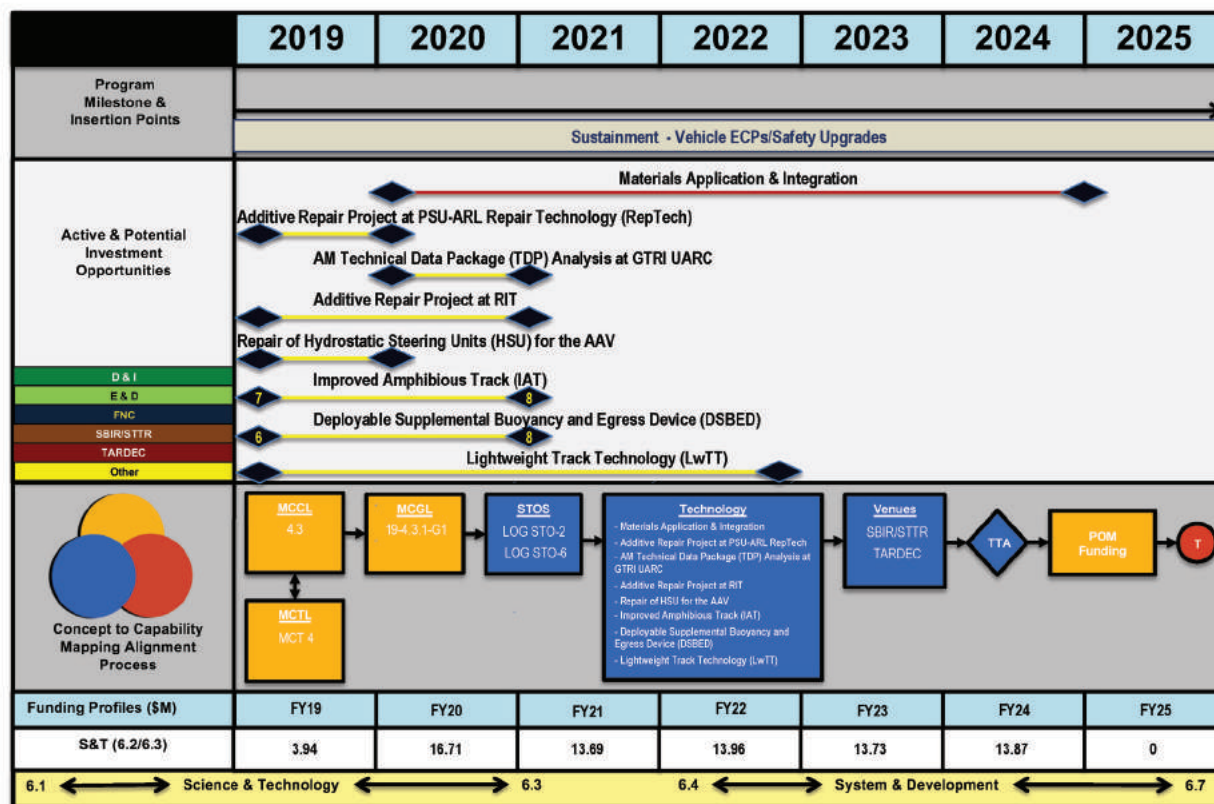 2019 2020 2021 2022 2023 2024 2025
Program
Milestone &
Insertion Points
Sustainment - Vehicle ECPs/Safety Upgrades
Active & Potential
Investment
Opportunities
Materials Application & Integration
Additive Repair Project at PSU-ARL Repair Technology (RepTech)
AM Technical Data Package (TDP) Analysis at GTRI UARC
Additive Repair Project at RIT
Repair of Hydrostatic Steering Units (HSU) for the AAV
D & I
Improved Amphibious Track (IAT)
E & D
7 8
FNC
Deployable Supplemental Buoyancy and Egress Device (DSBED)
SBIR/STTR
6 8
TARDEC
Lightweight Track Technology (LwTT)
Other
Concept to Capability
Mapping Alignment
Process
MCCL
4.3
MCTL
MCT 4
MCGL
19-4.3.1-G1
STOS
LOG STO-2
LOG STO-6
Technology
- Materials Application & Integration
- Additive Repair Project at PSU-ARL RepTech
- AM Technical Data Package (TDP) Analysis at
GTRI UARC
- Additive Repair Project at RIT
- Repair of HSU for the AAV
- Improved Amphibious Track (IAT)
- Deployable Supplemental Buoyancy and
Egress Device (DSBED)
- Lightweight Track Technology (LwTT)
Venues
SBIR/STTR
TARDEC
TTA
POM
Funding
T
Funding Profiles ($M) FY19 FY20 FY21 FY22 FY23 FY24 FY25
S&T (6.2/6.3) 3.94 16.71 13.69 13.96 13.73 13.87 0
6.1 Science & Technology 6.3 6.4 System & Development 6.7